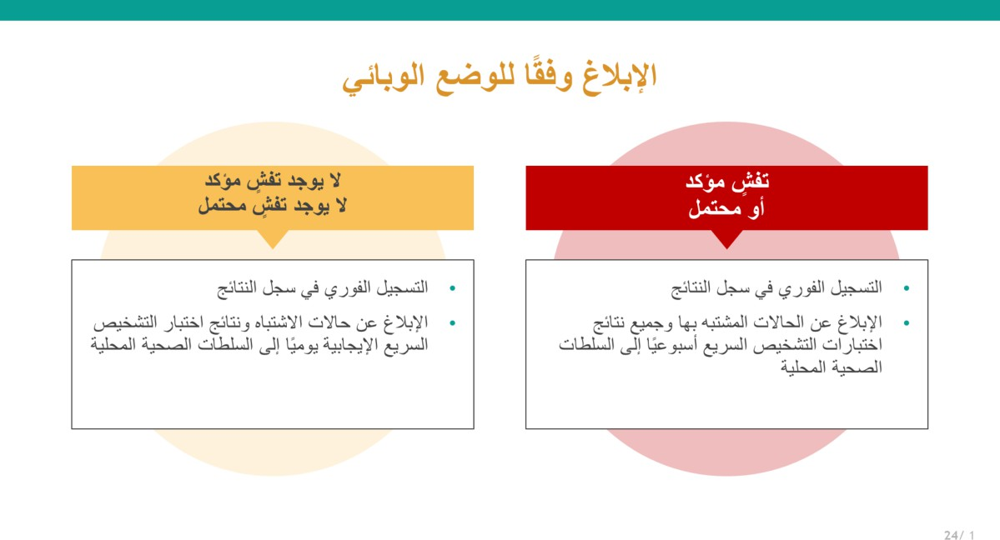 الإبلاغ وفقًا للوضع الوبائي
تفشٍ مؤكد
أو محتمل
• التسجيل الفوري في سجل النتائج
• الإبلاغ عن الحالات المشتبه بها وجميع نتائج
اختبارات التشخيص السريع أسبوعيًا إلى السلطات
الصحية المحلية
لا يوجد تفشٍ مؤكد
لا يوجد تفشٍ محتمل
• التسجيل الفوري في سجل النتائج
• الإبلاغ عن حالات الاشتباه ونتائج اختبار التشخيص
السريع الإيجابية يوميًا إلى السلطات الصحية المحلية
24/ 1